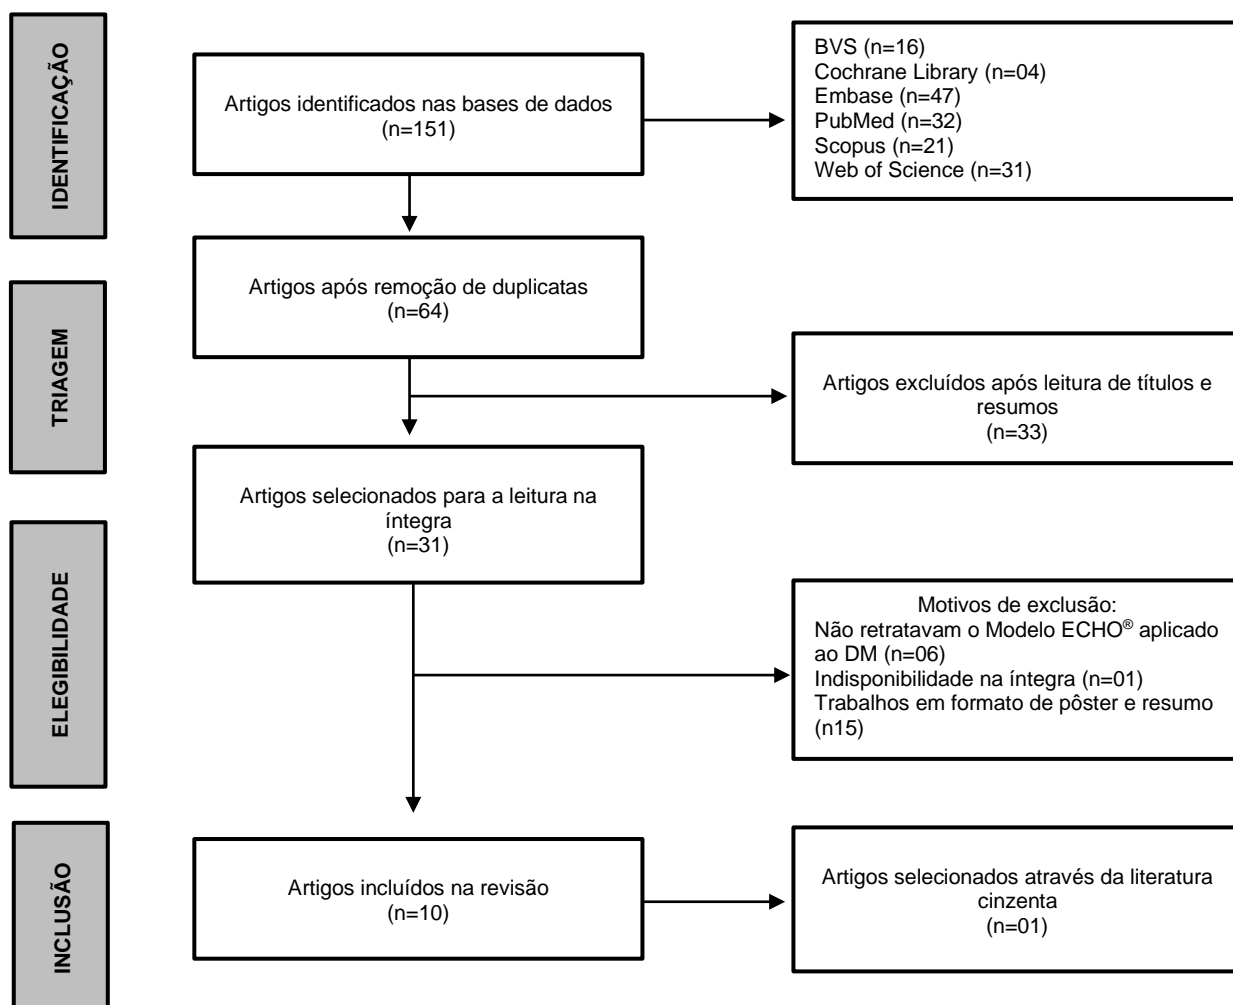 IDENTIFICAÇÃO
Artigos identificados nas bases de dados
(n=151)
BVS (n=16)
Cochrane Library (n=04)
Embase (n=47)
PubMed (n=32)
Scopus (n=21)
Web of Science (n=31)
Artigos após remoção de duplicatas
(n=64)
TRIAGEM
Artigos excluídos após leitura de títulos e
resumos
(n=33)
Artigos selecionados para a leitura na
íntegra
(n=31)
ELEGIBILIDADE
Motivos de exclusão:
Não retratavam o Modelo ECHO® aplicado
ao DM (n=06)
Indisponibilidade na íntegra (n=01)
Trabalhos em formato de pôster e resumo
(n15)
INCLUSÃO
Artigos incluídos na revisão
(n=10)
Artigos selecionados através da literatura
cinzenta
(n=01)